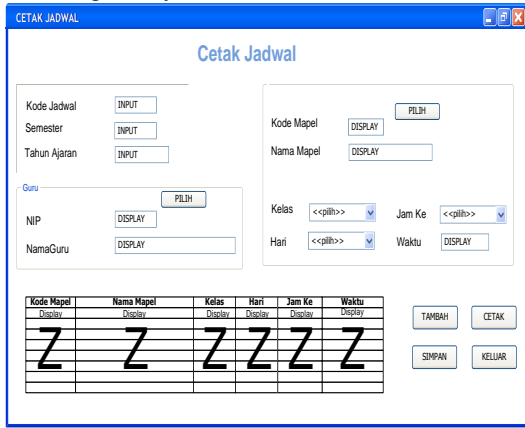 CETAK JADWAL
Cetak Jadwal
Kode Jadwal INPUT
Semester INPUT
Tahun Ajaran INPUT
Guru
PILIH
NIP DISPLAY
NamaGuru DISPLAY
PILIH
Kode Mapel DISPLAY
Nama Mapel DISPLAY
Kelas <<pilih>> Jam Ke <<pilih>>
Hari <<pilih>> Waktu DISPLAY
Kode Mapel Nama Mapel Kelas Hari Jam Ke Waktu
Display Display Display Display Display Display
Z Z Z Z Z Z
TAMBAH CETAK
SIMPAN KELUAR